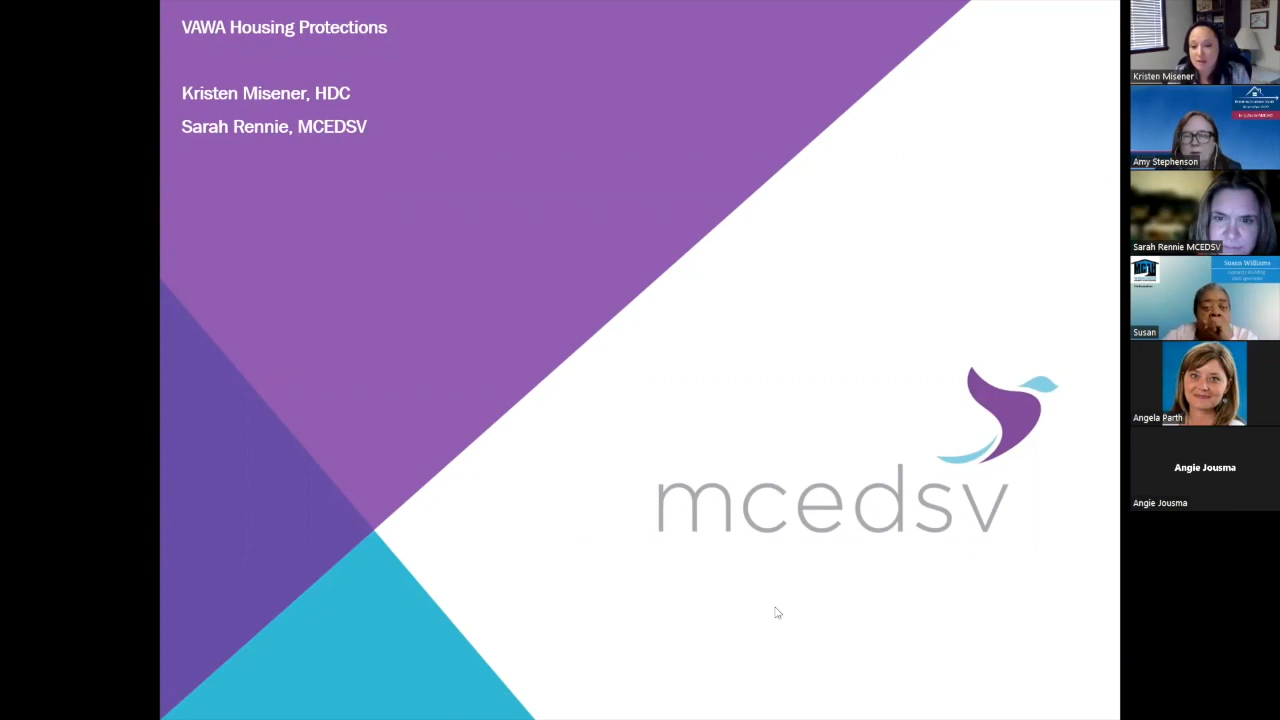 VAWA Housing Protections
Kristen Misener, HDC
Sarah Rennie, MCEDSV
mcedsv
Kristen Misener
Amy Stephenson
Sarah Rennie MCEDSV
Susan Williams
Susan
Angela Parth
Angie Jousma
Angie Jousma